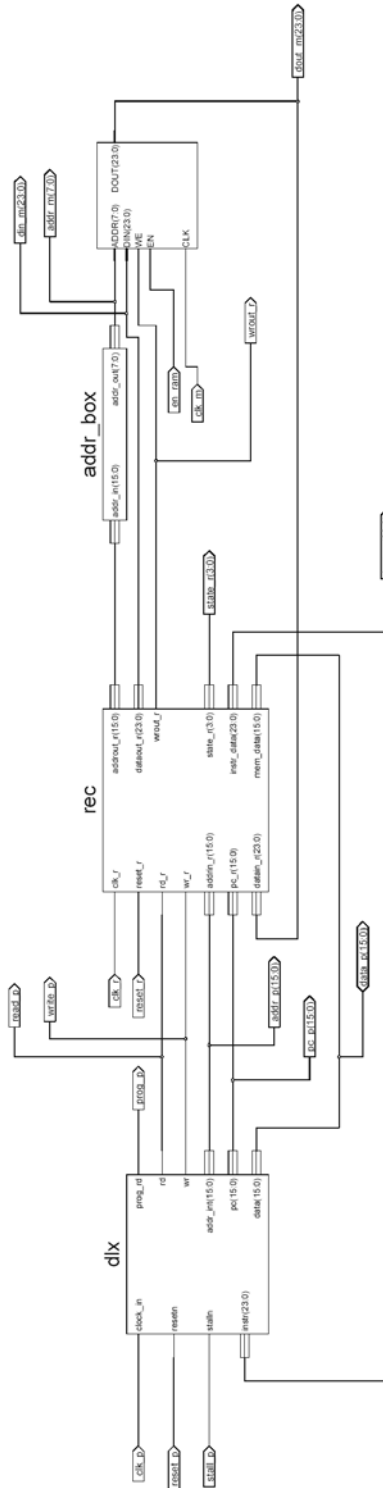 clk_p
reset_p
stall_p
dlx
clock_in
resetn
stalln
instr(23:0)
prog_rd
rd
wr
addr_int(15:0)
pc(15:0)
data(15:0)
read_p
write_p
prog_p
addr_p(15:0)
pc_p(15:0)
data_p(15:0)
clk_r
reset_r
rec
clk_r
reset_r
rd_r
wr_r
addrin_r(15:0)
pc_r(15:0)
datain_r(23:0)
addrout_r(15:0)
dataout_r(23:0)
wrout_r
state_r(3:0)
instr_data(23:0)
mem_data(15:0)
state_r(3:0)
addr_box
addr_in(15:0)
addr_out(7:0)
din_m(23:0)
addr_m(7:0)
en_ram
clk_m
wrout_r
ADDR(7:0)
DIN(23:0)
WE
EN
CLK
DOUT(23:0)
dout_m(23:0)